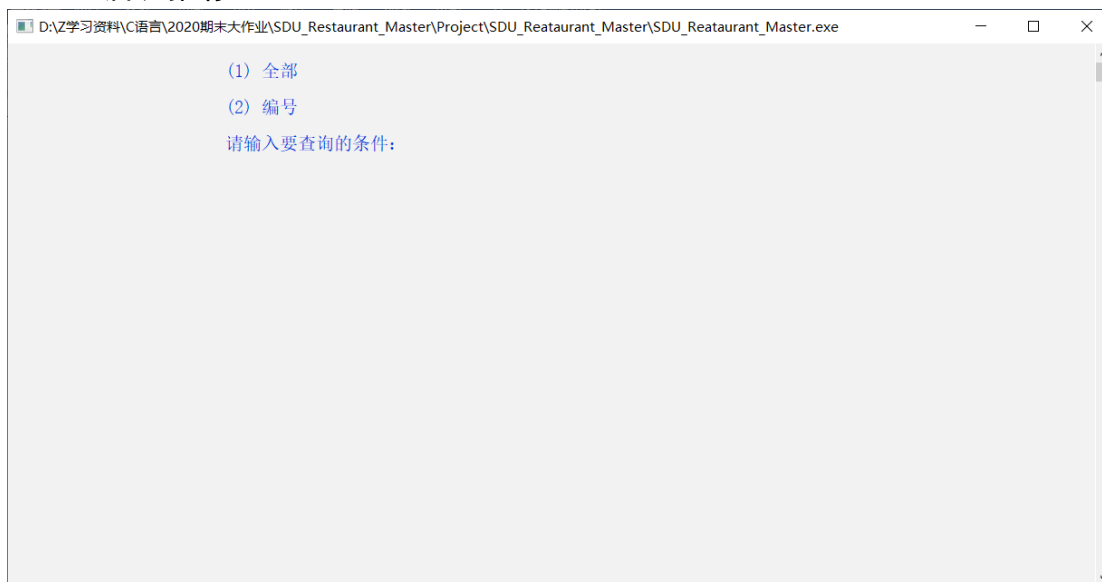 D:\Z学习资料\C语言\2020期末大作业\SDU_Restaurant_Master\Project\SDU_Reataurant_Master\SDU_Reataurant_Master.exe
(1) 全部
(2) 编号
请输入要查询的条件: